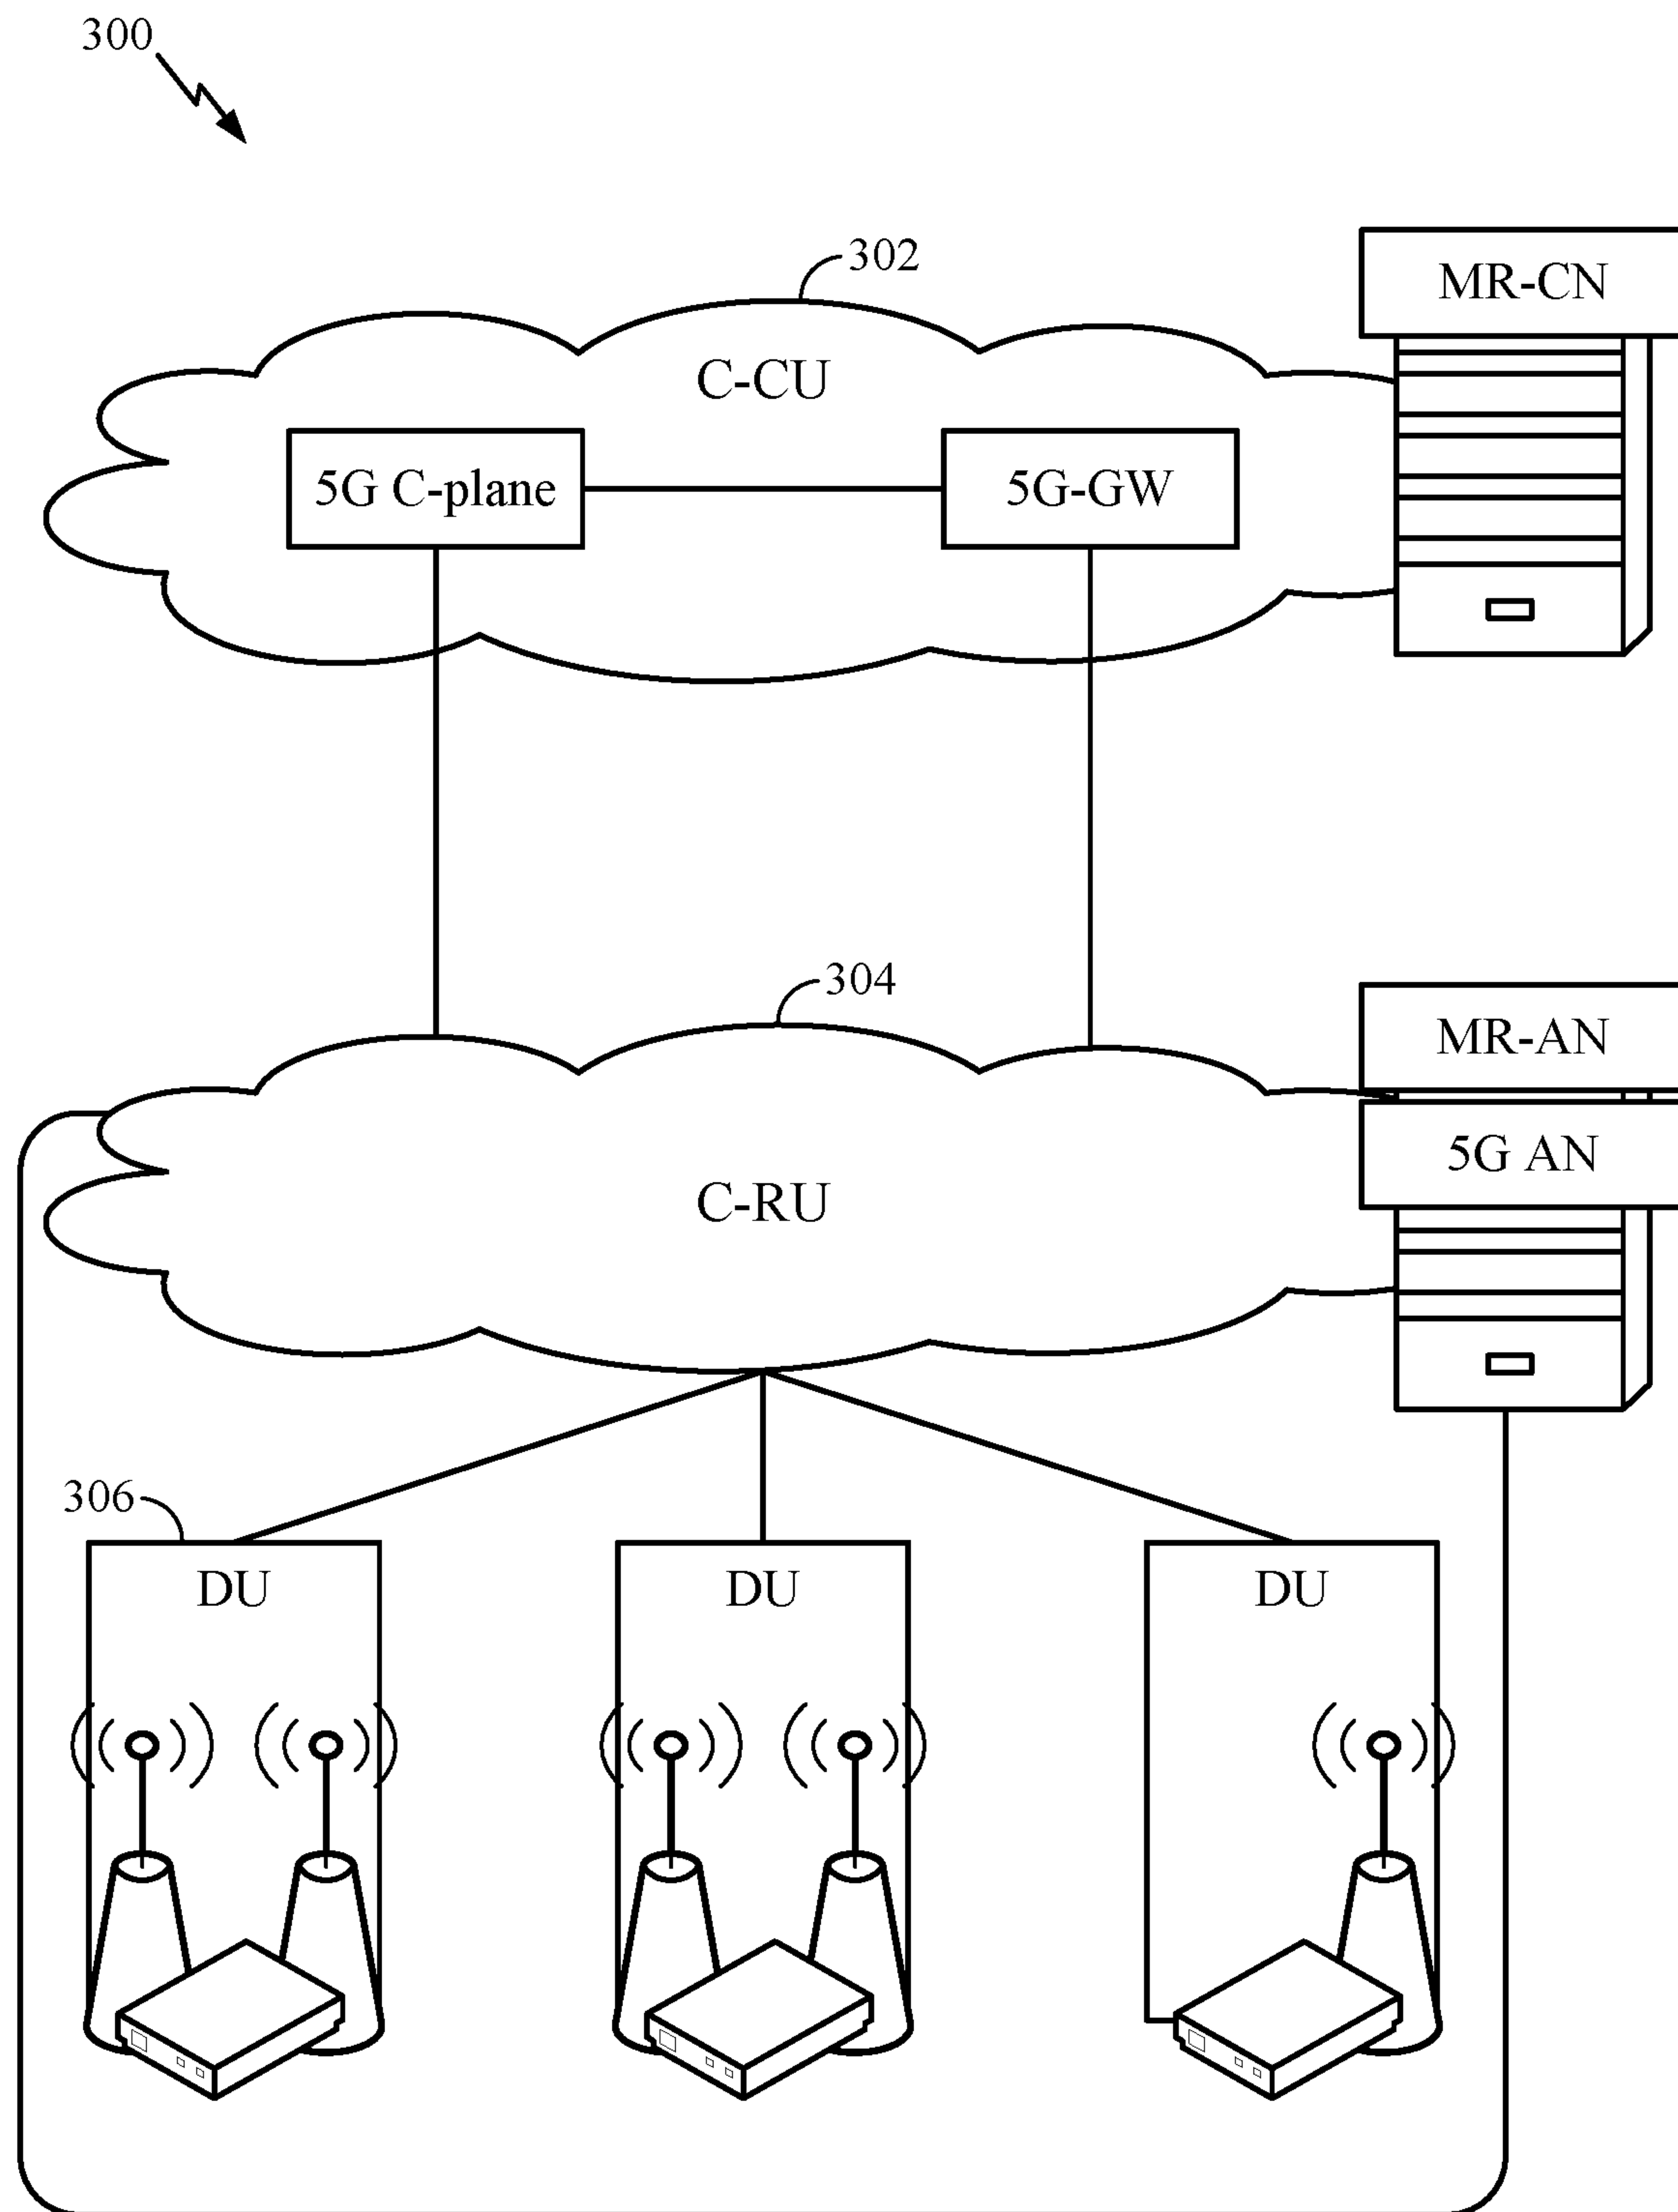 300
302
MR-CN
C-CU
5G C-plane
5G-GW
304
MR-AN
5G AN
C-RU
306
DU
DU
DU